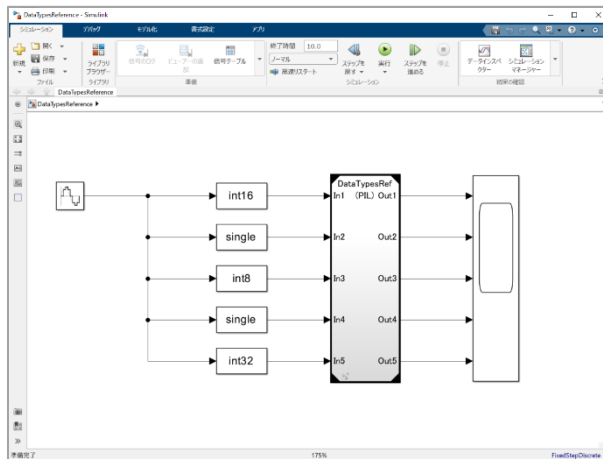 DataTypesReference - Simulink
シミュレーション デバッグ モデル化 書式設定 アプリ
新規
開く
保存
印刷
ファイル
ライブラリ
ブラウザー
ライブラリ
信号のログ
信号テーブル
準備
終了時間 10.0
ノーマル
高速リスタート
ステップを
戻す
実行
ステップを
進める
停止
シミュレーション
データ インスペ
クター
シミュレーション
マネージャー
結果の確認
DataTypesReference
DataTypesReference
DataTypesRef
(PIL)
int16 In1 Out1
single In2 Out2
int8 In3 Out3
single In4 Out4
int32 In5 Out5
準備完了 175% FixedStepDiscrete